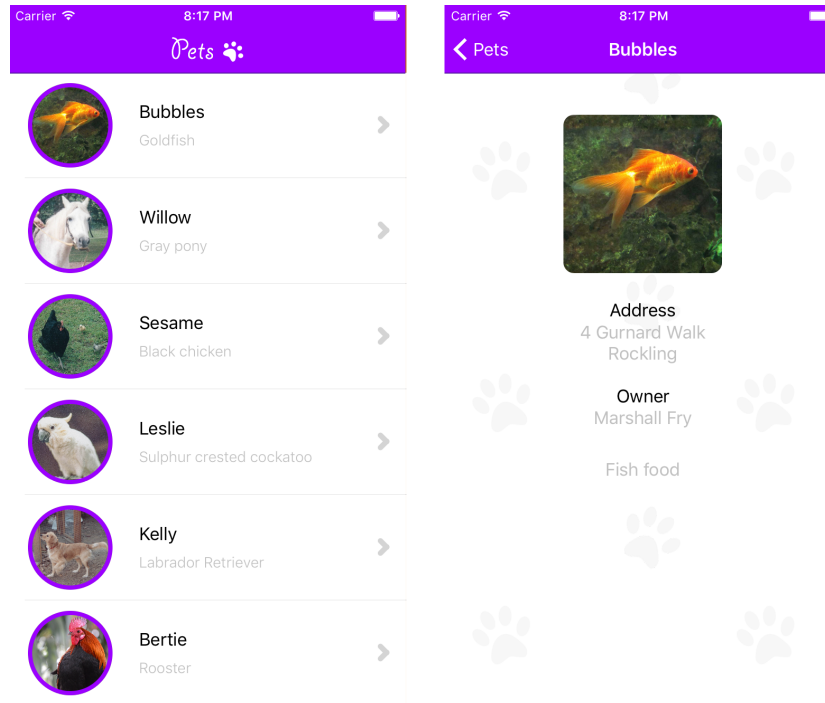 Carrier 8:17 PM
Pets
Bubbles
Goldfish
Willow
Gray pony
Sesame
Black chicken
Leslie
Sulphur crested cockatoo
Kelly
Labrador Retriever
Bertie
Rooster
Carrier 8:17 PM
Pets Bubbles
Address
4 Gurnard Walk
Rockling
Owner
Marshall Fry
Fish food